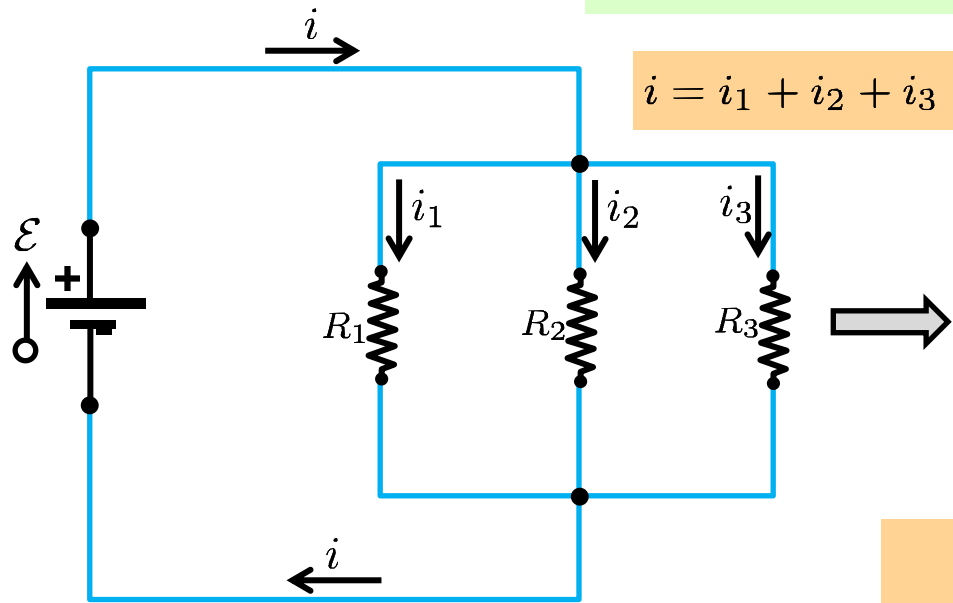 i
i = i₁ + i₂ + i₃
i₁ i₂ i₃
ℰ
+
R₁ R₂ R₃
i